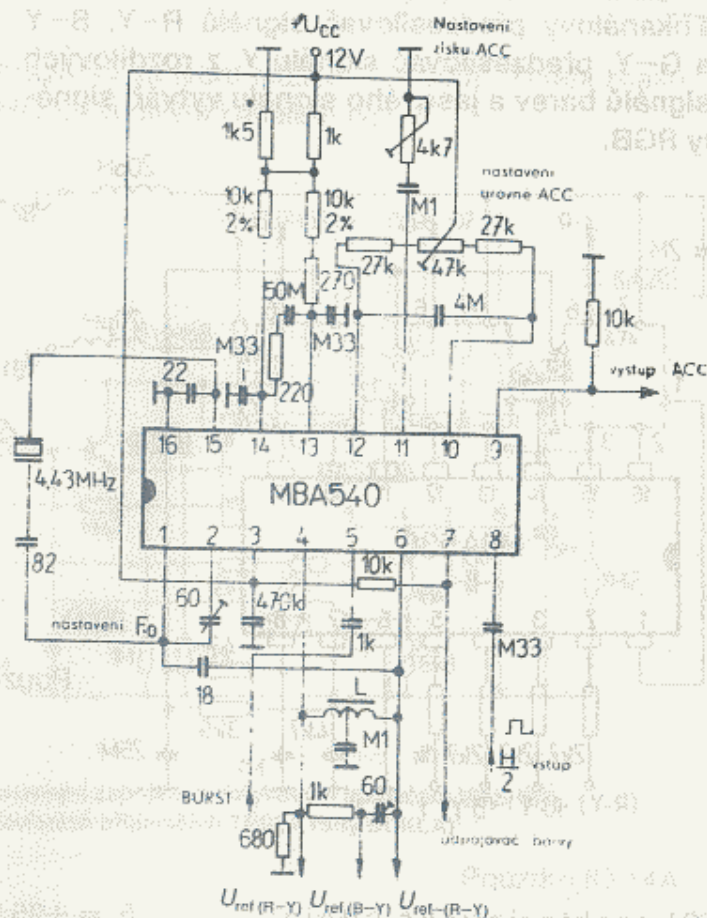 +UCC
12V
Nastavení
zisku ACC
1k5
1k
4k7
nastavení
úrovne ACC
10k
2%
10k
2%
M1
27k
27k
47k
270
50M
M33
4M
10k
M33
22
220
výstup ACC
16 15 14 13 12 11 10 9
4,43MHz
MBA540
1 2 3 4 5 6 7 8
82
10k
60
470k
nastavení F0
1k
M33
18
L
M1
H/2 vstup
BURST
1k
60
680
odpojovač barvy
Uref(R-Y) Uref(B-Y) Uref-(R-Y)